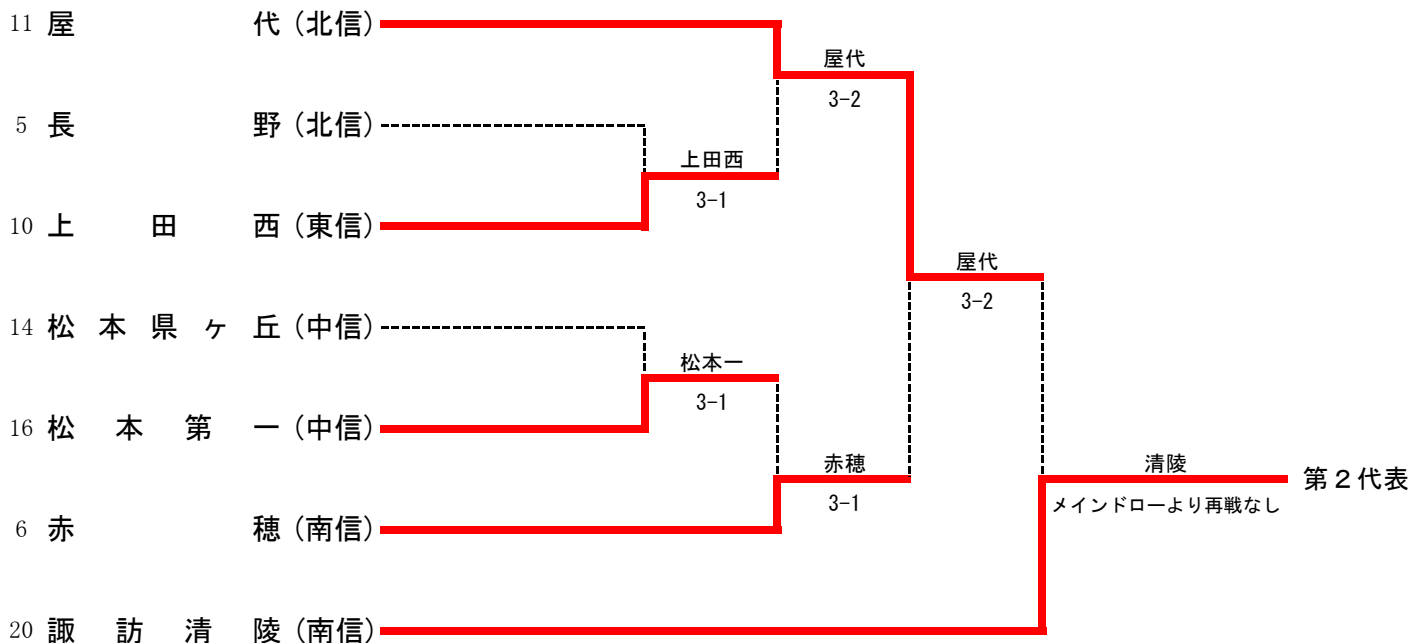 11 屋代 (北信)
屋代
3-2
5 長野 (北信)
上田西
3-1
10 上田西 (東信)
屋代
3-2
14 松本県ヶ丘 (中信)
松本一
3-1
16 松本第一 (中信)
赤穂
3-1
清陵
第２代表
メインドローより再戦なし
6 赤穂 (南信)
20 諏訪清陵 (南信)